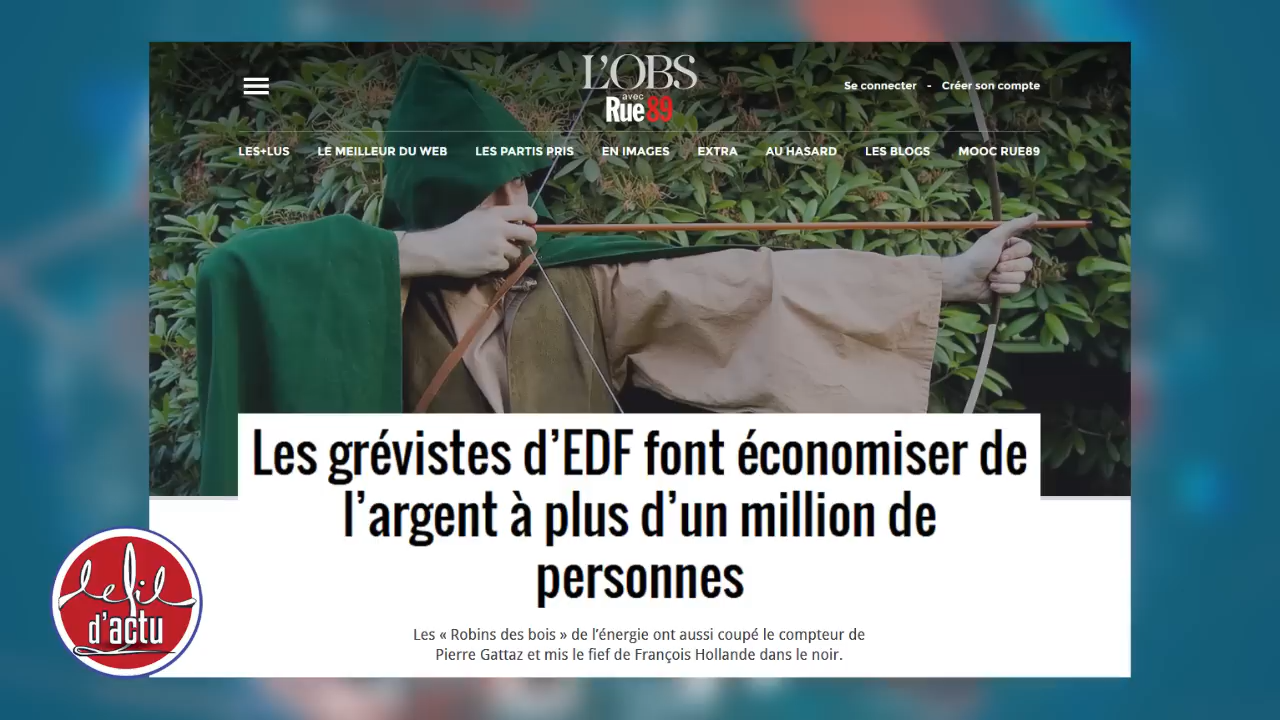 L'OBS
avec
Rue89
Se connecter - Créer son compte
LES+LUS LE MEILLEUR DU WEB LES PARTIS PRIS EN IMAGES EXTRA AU HASARD LES BLOGS MOOC RUE89
Les grévistes d’EDF font économiser de
l’argent à plus d’un million de
personnes
Les « Robins des bois » de l’énergie ont aussi coupé le compteur de
Pierre Gattaz et mis le fief de François Hollande dans le noir.
le fil
d'actu